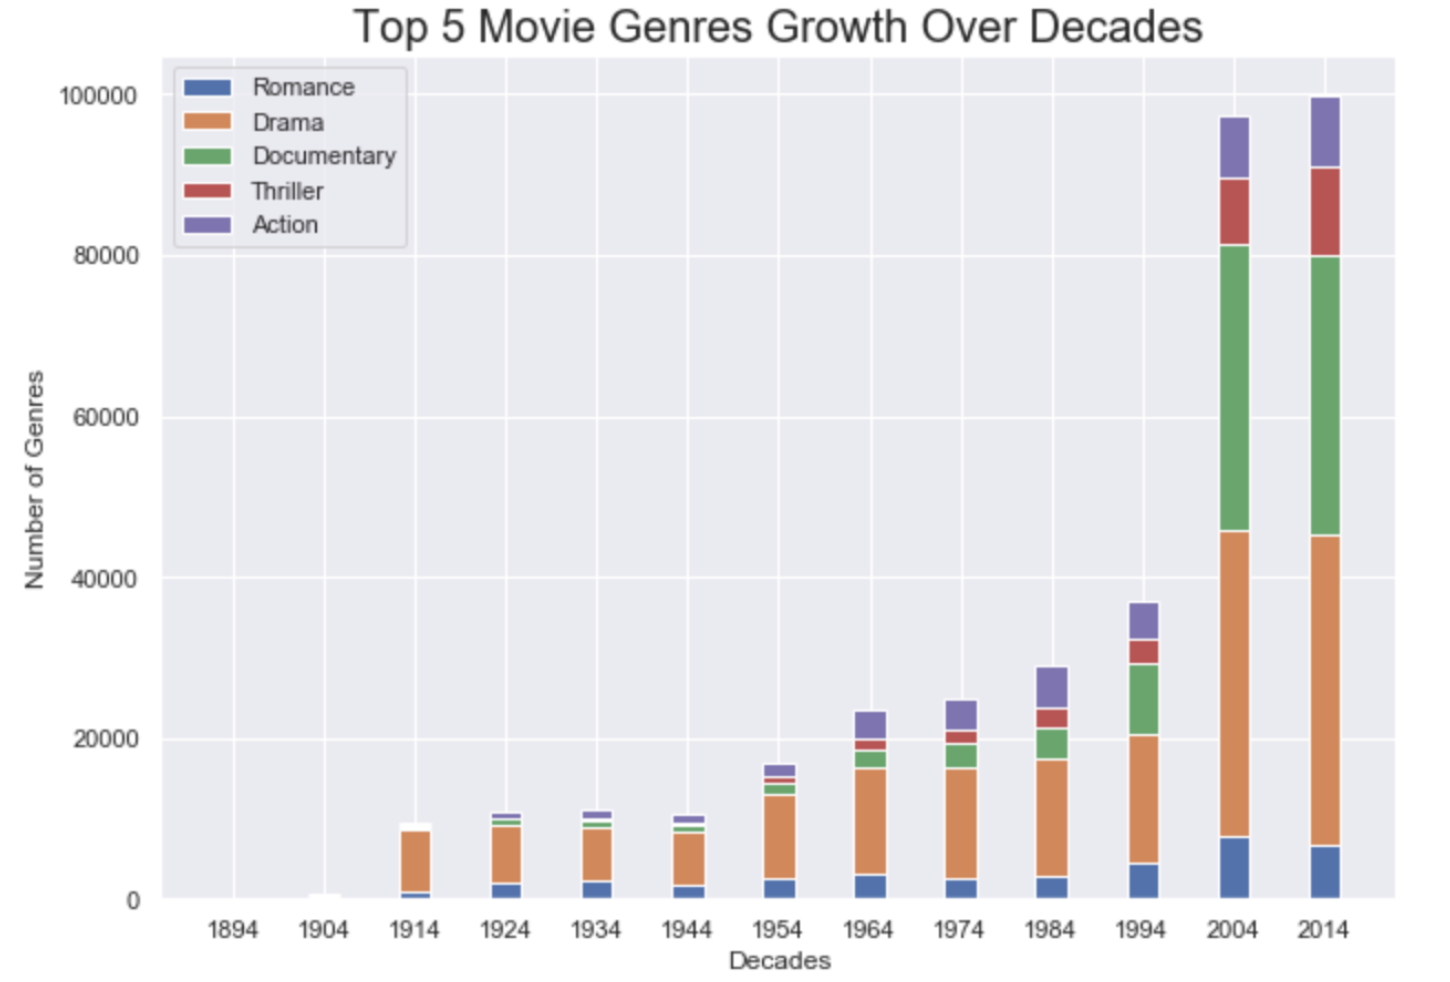 Top 5 Movie Genres Growth Over Decades
Romance
Drama
Documentary
Thriller
Action
100000
80000
60000
40000
20000
0
Number of Genres
1894 1904 1914 1924 1934 1944 1954 1964 1974 1984 1994 2004 2014
Decades